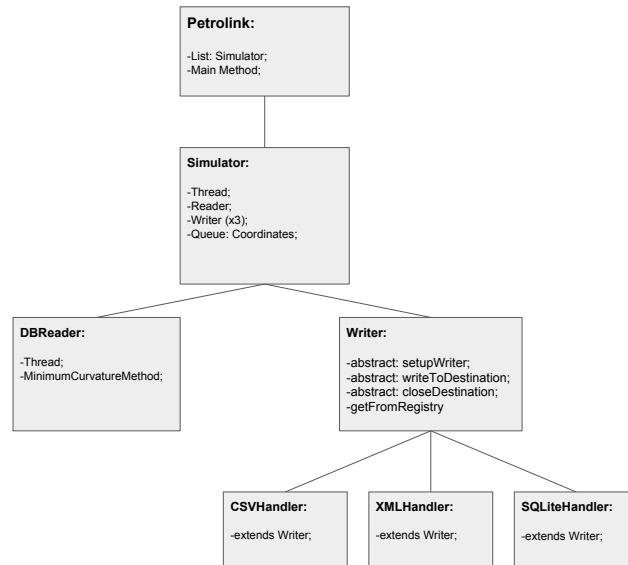 Petrolink:
-List: Simulator;
-Main Method;
Simulator:
-Thread;
-Reader;
-Writer (x3);
-Queue: Coordinates;
DBReader:
-Thread;
-MinimumCurvatureMethod;
Writer:
-abstract: setupWriter;
-abstract: writeToDestination;
-abstract: closeDestination;
-getFromRegistry
CSVHandler:
-extends Writer;
XMLHandler:
-extends Writer;
SQLiteHandler:
-extends Writer;